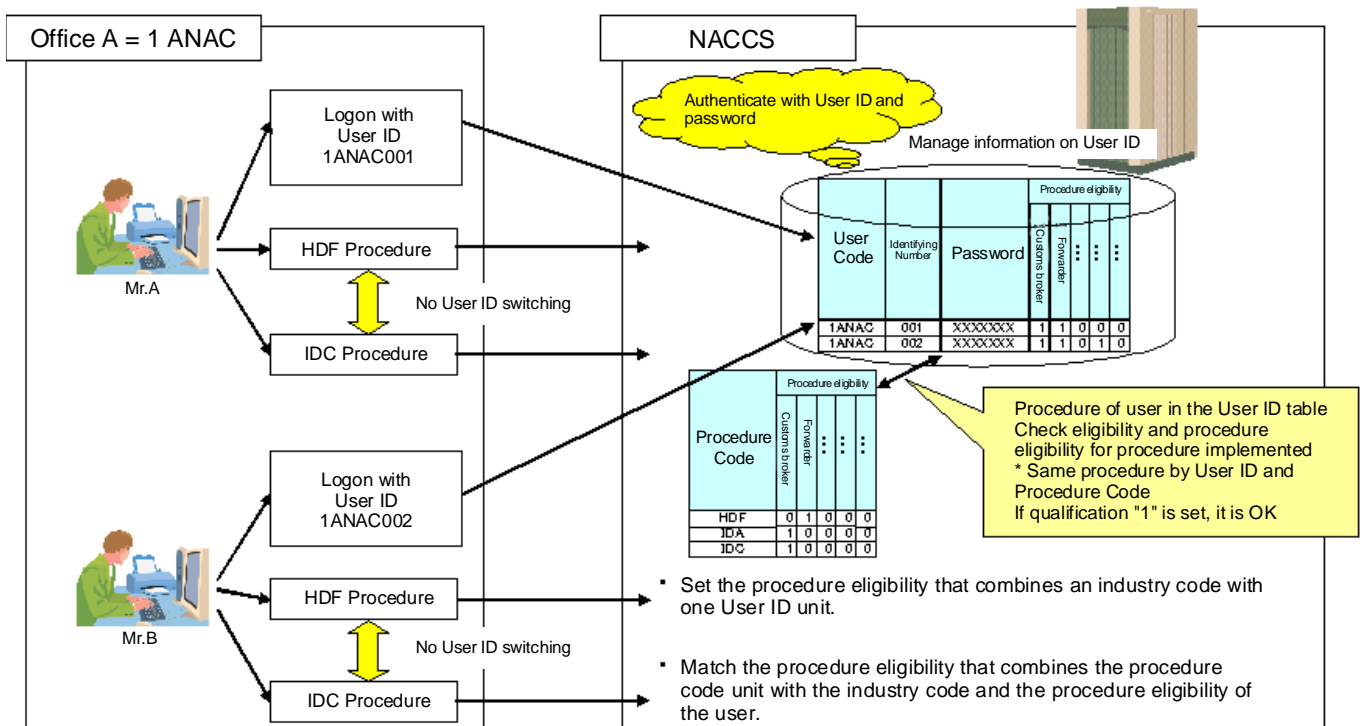 Office A = 1 ANAC
NACCS
Logon with
User ID
1ANAC001
HDF Procedure
No User ID switching
IDC Procedure
Mr.A
Logon with
User ID
1ANAC002
HDF Procedure
No User ID switching
IDC Procedure
Mr.B
Authenticate with User ID and
password
Manage information on User ID
Procedure eligibility
User
Code
Identifying
Number
Password
Customs broker
Forwarder
...
...
...
1ANAC 001 XXXXXXX 1 1 0 0 0
1ANAC 002 XXXXXXX 1 1 0 1 0
Procedure eligibility
Procedure
Code
Customs broker
Forwarder
...
...
...
HDF 0 1 0 0 0
IDA 1 0 0 0 0
IDC 1 0 0 0 0
Procedure of user in the User ID table
Check eligibility and procedure
eligibility for procedure implemented
* Same procedure by User ID and
Procedure Code
If qualification "1" is set, it is OK
▪ Set the procedure eligibility that combines an industry code with
one User ID unit.
▪ Match the procedure eligibility that combines the procedure
code unit with the industry code and the procedure eligibility of
the user.